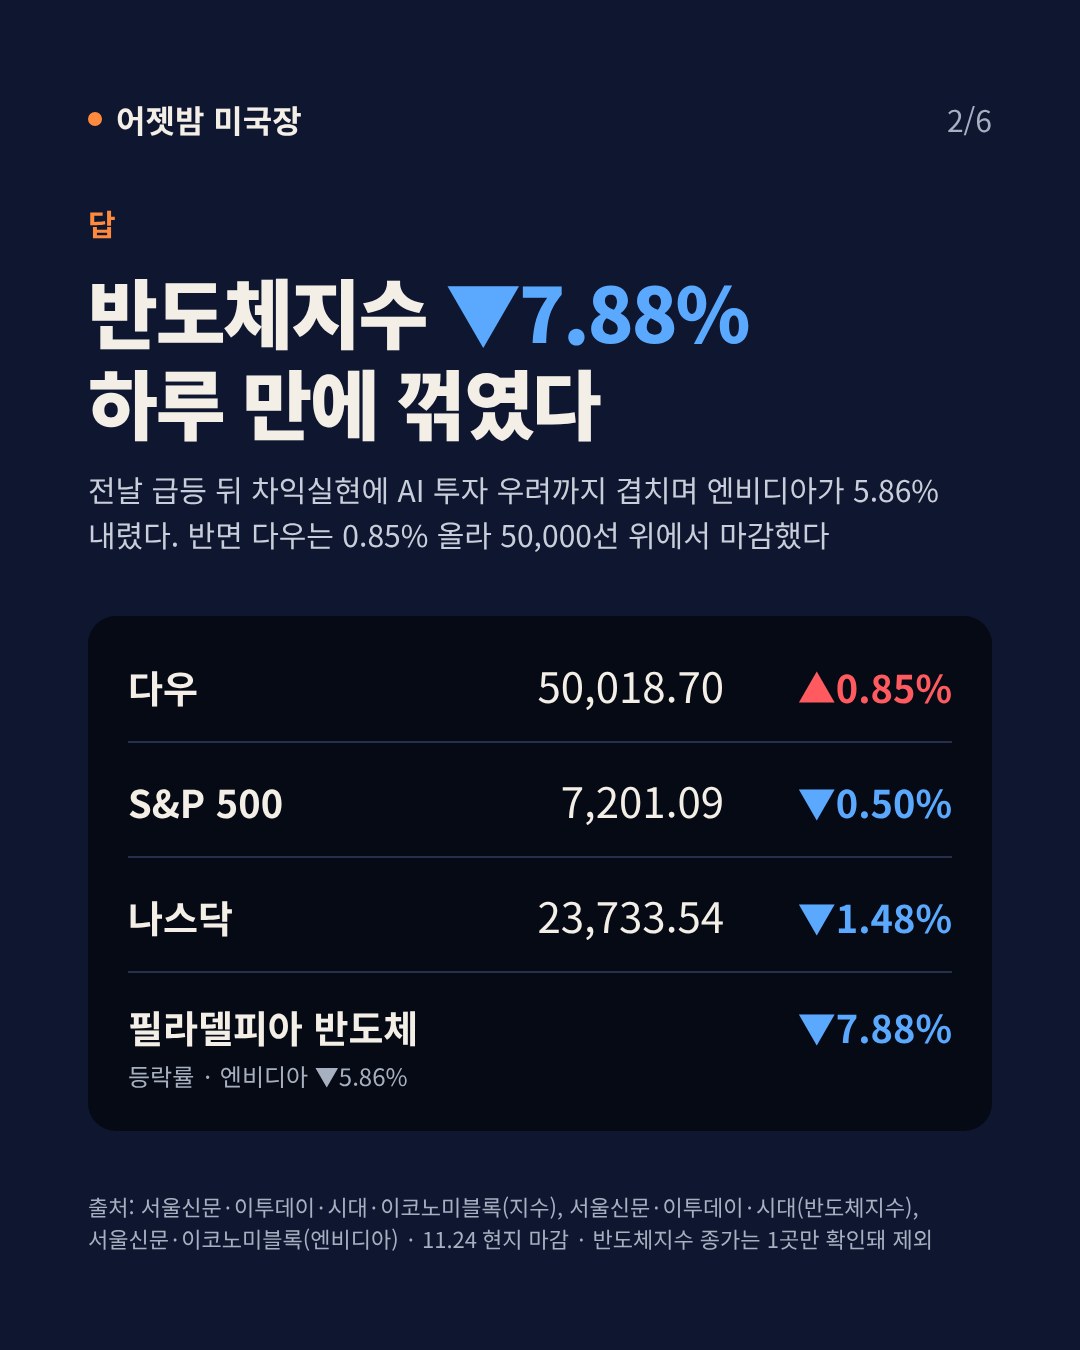 어젯밤 미국장
2/6
답
반도체지수 ▼7.88%
하루 만에 꺾였다
전날 급등 뒤 차익실현에 AI 투자 우려까지 겹치며 엔비디아가 5.86%
내렸다. 반면 다우는 0.85% 올라 50,000선 위에서 마감했다
다우 50,018.70 ▲0.85%
S&P 500 7,201.09 ▼0.50%
나스닥 23,733.54 ▼1.48%
필라델피아 반도체 ▼7.88%
등락률 · 엔비디아 ▼5.86%
출처: 서울신문·이투데이·시대·이코노미블록(지수), 서울신문·이투데이·시대(반도체지수),
서울신문·이코노미블록(엔비디아) · 11.24 현지 마감 · 반도체지수 종가는 1곳만 확인돼 제외